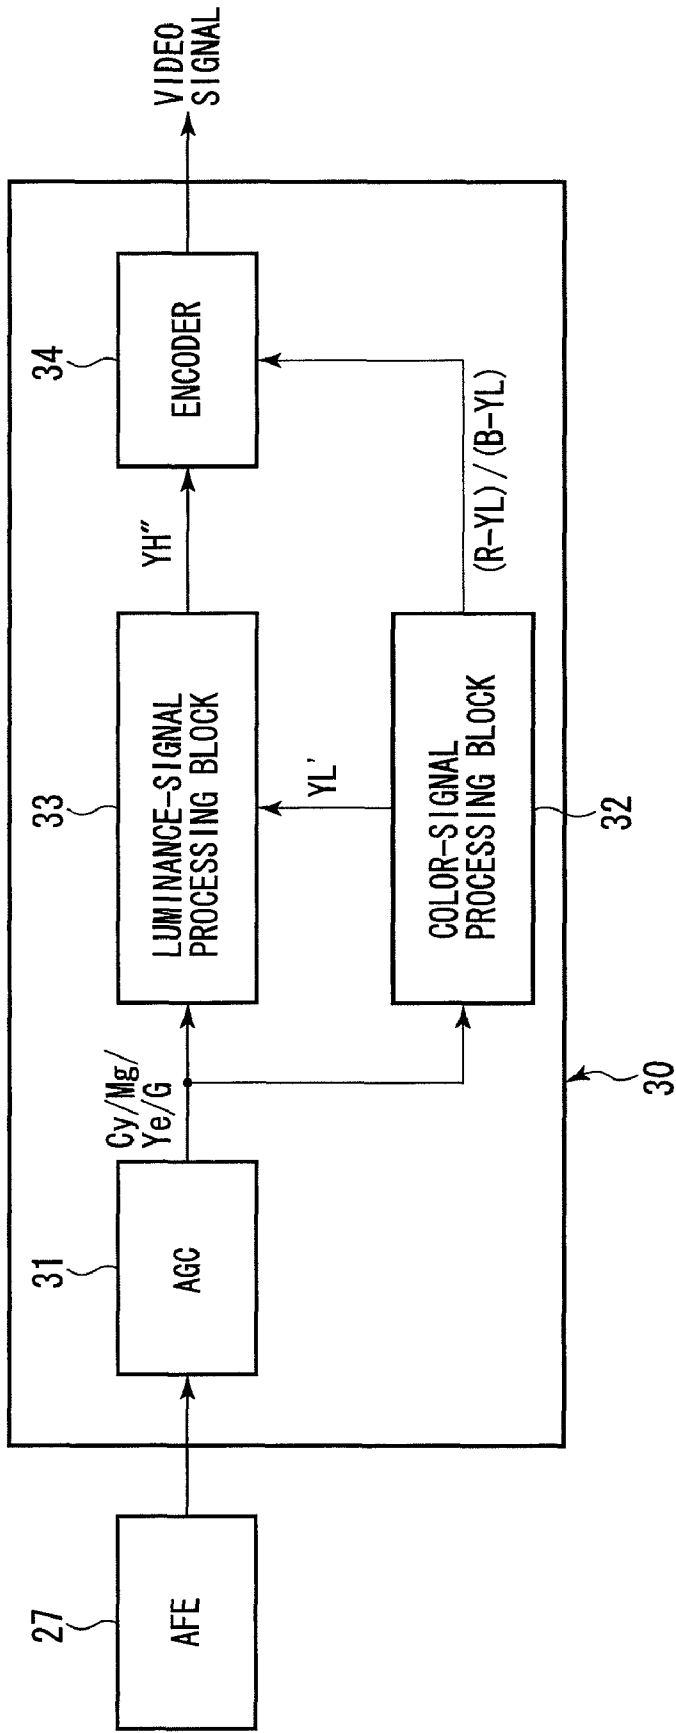 27
AFE
31
AGC
Cy/Mg/
Ye/G
33
LUMINANCE-SIGNAL
PROCESSING BLOCK
YL'
COLOR-SIGNAL
PROCESSING BLOCK
32
YH"
(R-YL)/(B-YL)
34
ENCODER
VIDEO
SIGNAL
30